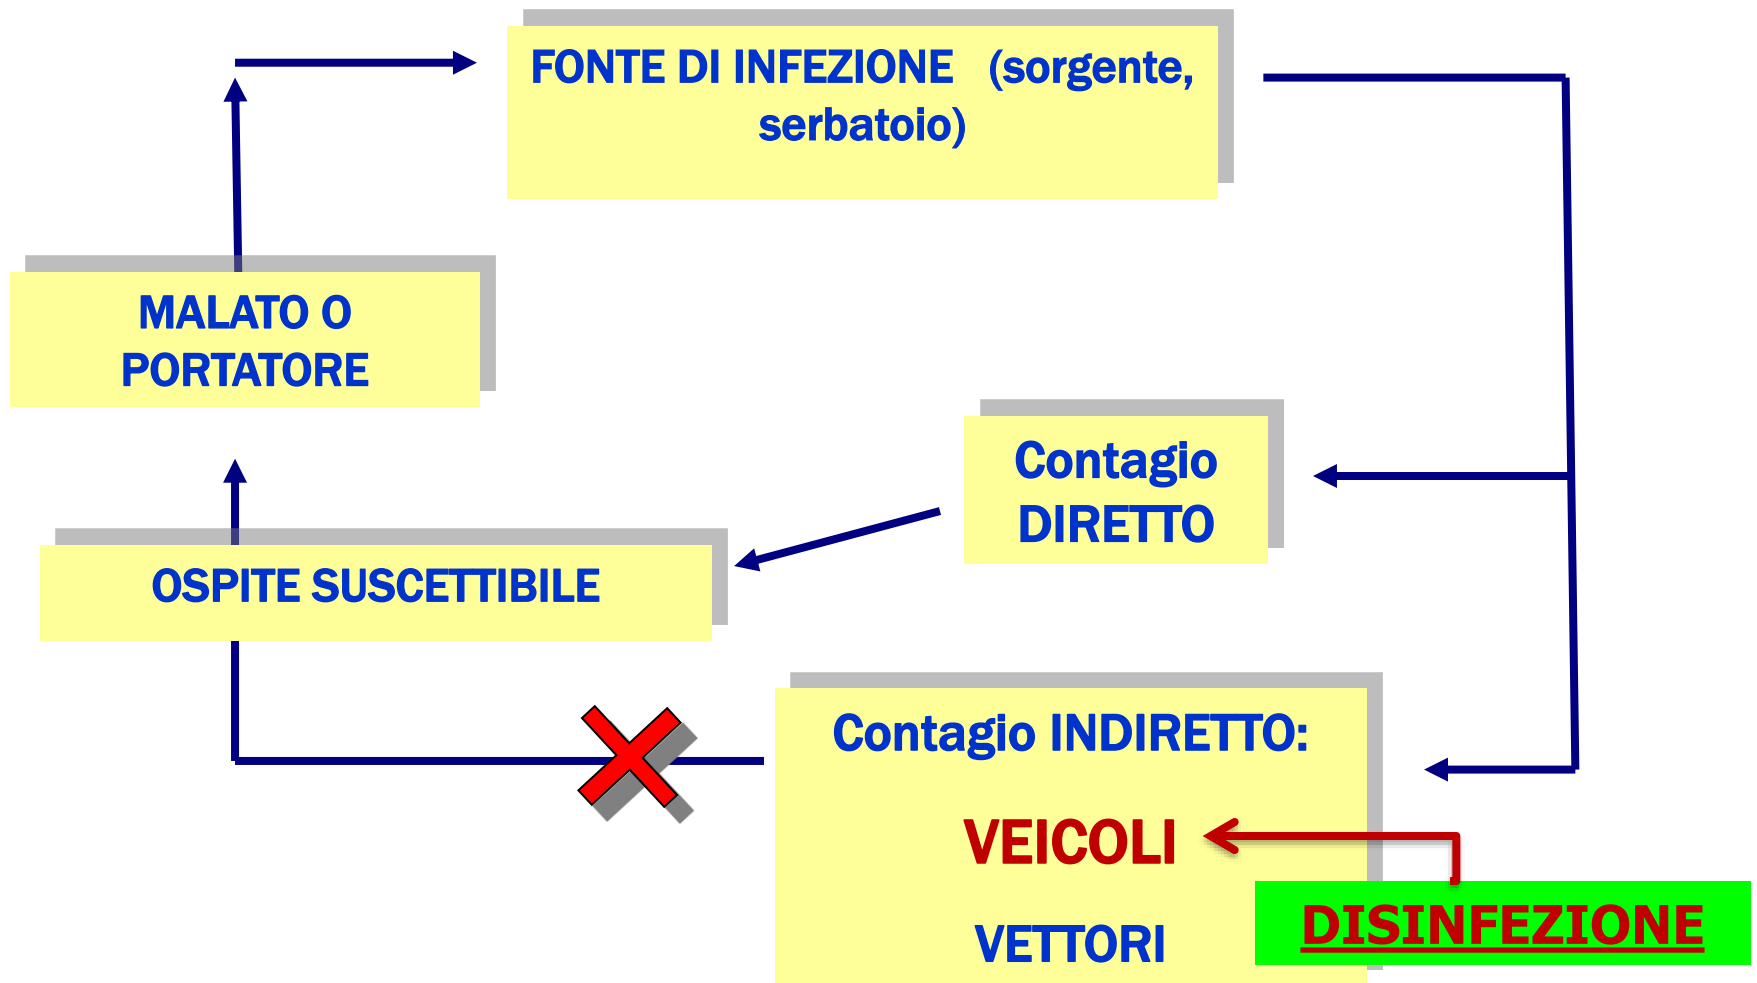 FONTE DI INFEZIONE (sorgente,
serbatoio)
MALATO O
PORTATORE
Contagio
DIRETTO
OSPITE SUSCETTIBILE
Contagio INDIRETTO:
VEICOLI
VETTORI
DISINFEZIONE